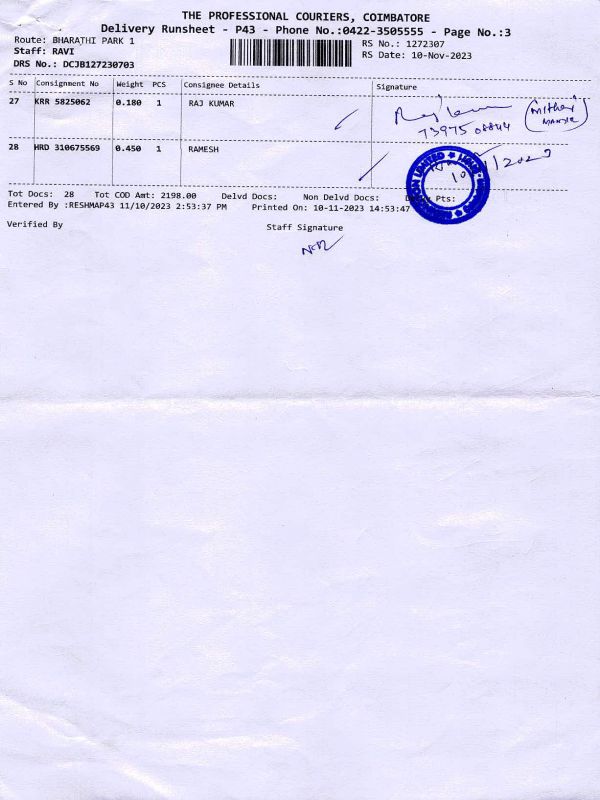 THE PROFESSIONAL COURIERS, COIMBATORE
Delivery Runsheet - P43 - Phone No.:0422-3505555 - Page No.:3
Route: BHARATHI PARK 1
RS No.: 1272307
Staff: RAVI
RS Date: 10-Nov-2023
DRS No.: DCJB127230703
S No Consignment No Weight PCS Consignee Details Signature
27 KRR 5825062 0.180 1 RAJ KUMAR
28 HRD 310675569 0.450 1 RAMESH
Tot Docs: 28 Tot COD Amt: 2198.00 Delvd Docs: Non Delvd Docs: Pts:
Entered By :RESHMAP43 11/10/2023 2:53:37 PM Printed On: 10-11-2023 14:53:47
Verified By Staff Signature